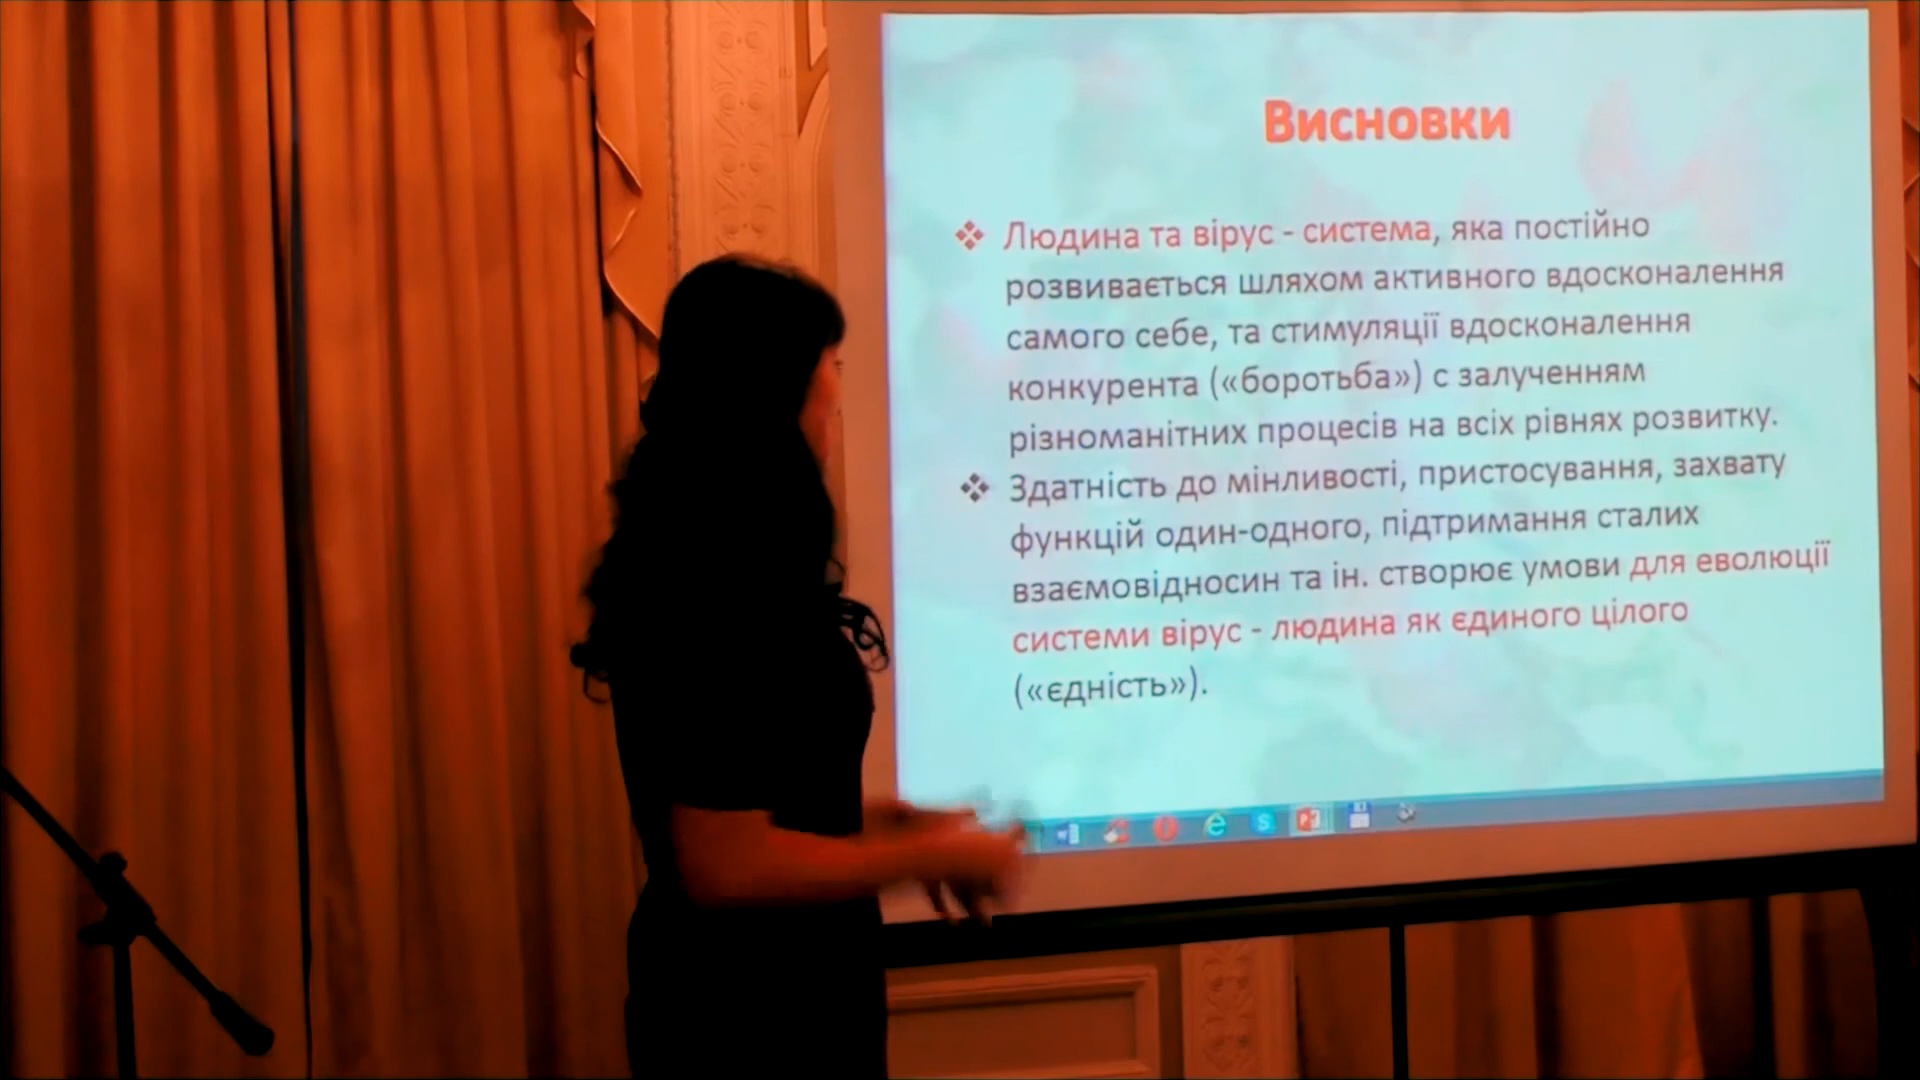 Висновки
Людина та вірус - система, яка постійно
розвивається шляхом активного вдосконалення
самого себе, та стимуляції вдосконалення
конкурента («боротьба») с залученням
різноманітних процесів на всіх рівнях розвитку.
Здатність до мінливості, пристосування, захвату
функцій один-одного, підтримання сталих
взаємовідносин та ін. створює умови для еволюції
системи вірус - людина як єдиного цілого
(«єдність»).